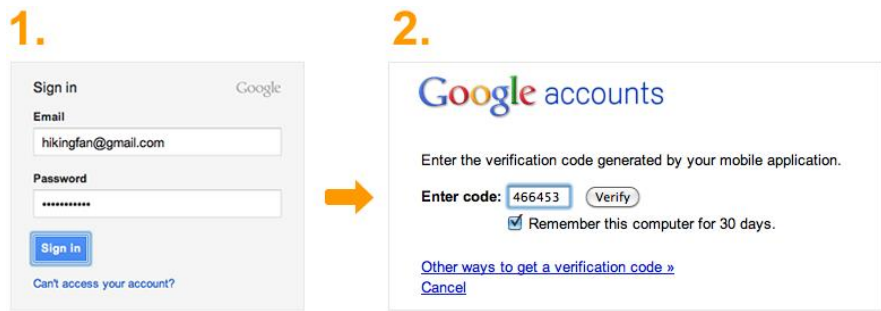 1.
Sign in Google
Email
hikingfan@gmail.com
Password
•••••••••••
Sign in
Can't access your account?
2.
Google accounts
Enter the verification code generated by your mobile application.
Enter code: 466453 Verify
Remember this computer for 30 days.
Other ways to get a verification code »
Cancel